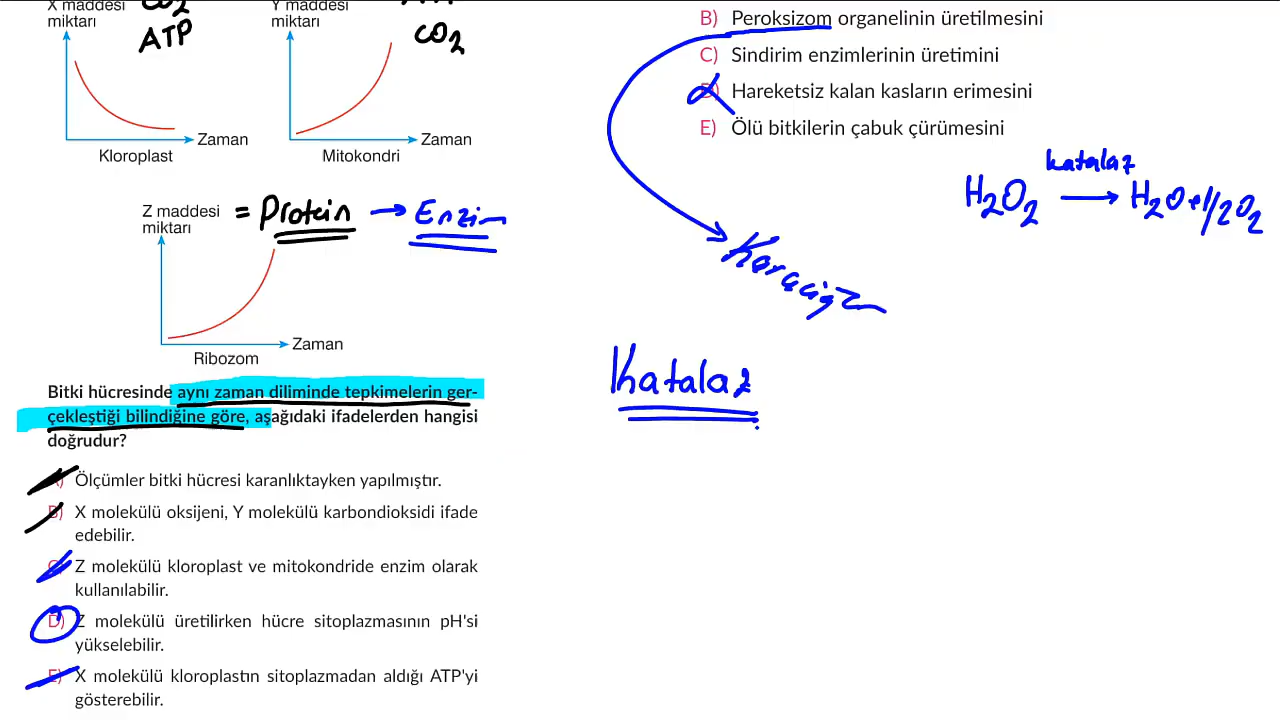 X maddesi
miktarı
CO2
ATP
Zaman
Kloroplast
Y maddesi
miktarı
CO2
Zaman
Mitokondri
Z maddesi
miktarı
= Protein → Enzim
Zaman
Ribozom
Bitki hücresinde aynı zaman diliminde tepkimelerin ger-
çekleştiği bilindiğine göre, aşağıdaki ifadelerden hangisi
doğrudur?
A) Ölçümler bitki hücresi karanlıktayken yapılmıştır.
B) X molekülü oksijeni, Y molekülü karbondioksidi ifade
edebilir.
C) Z molekülü kloroplast ve mitokondride enzim olarak
kullanılabilir.
D) Z molekülü üretilirken hücre sitoplazmasının pH'si
yükselebilir.
E) X molekülü kloroplastın sitoplazmadan aldığı ATP'yi
gösterebilir.
B) Peroksizom organelinin üretilmesini
C) Sindirim enzimlerinin üretimini
D) Hareketsiz kalan kasların erimesini
E) Ölü bitkilerin çabuk çürümesini
katalaz
H2O2 → H2O+1/2O2
Karaciğer
Katalaz